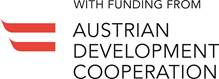 WITH FUNDING FROM
AUSTRIAN
DEVELOPMENT
COOPERATION